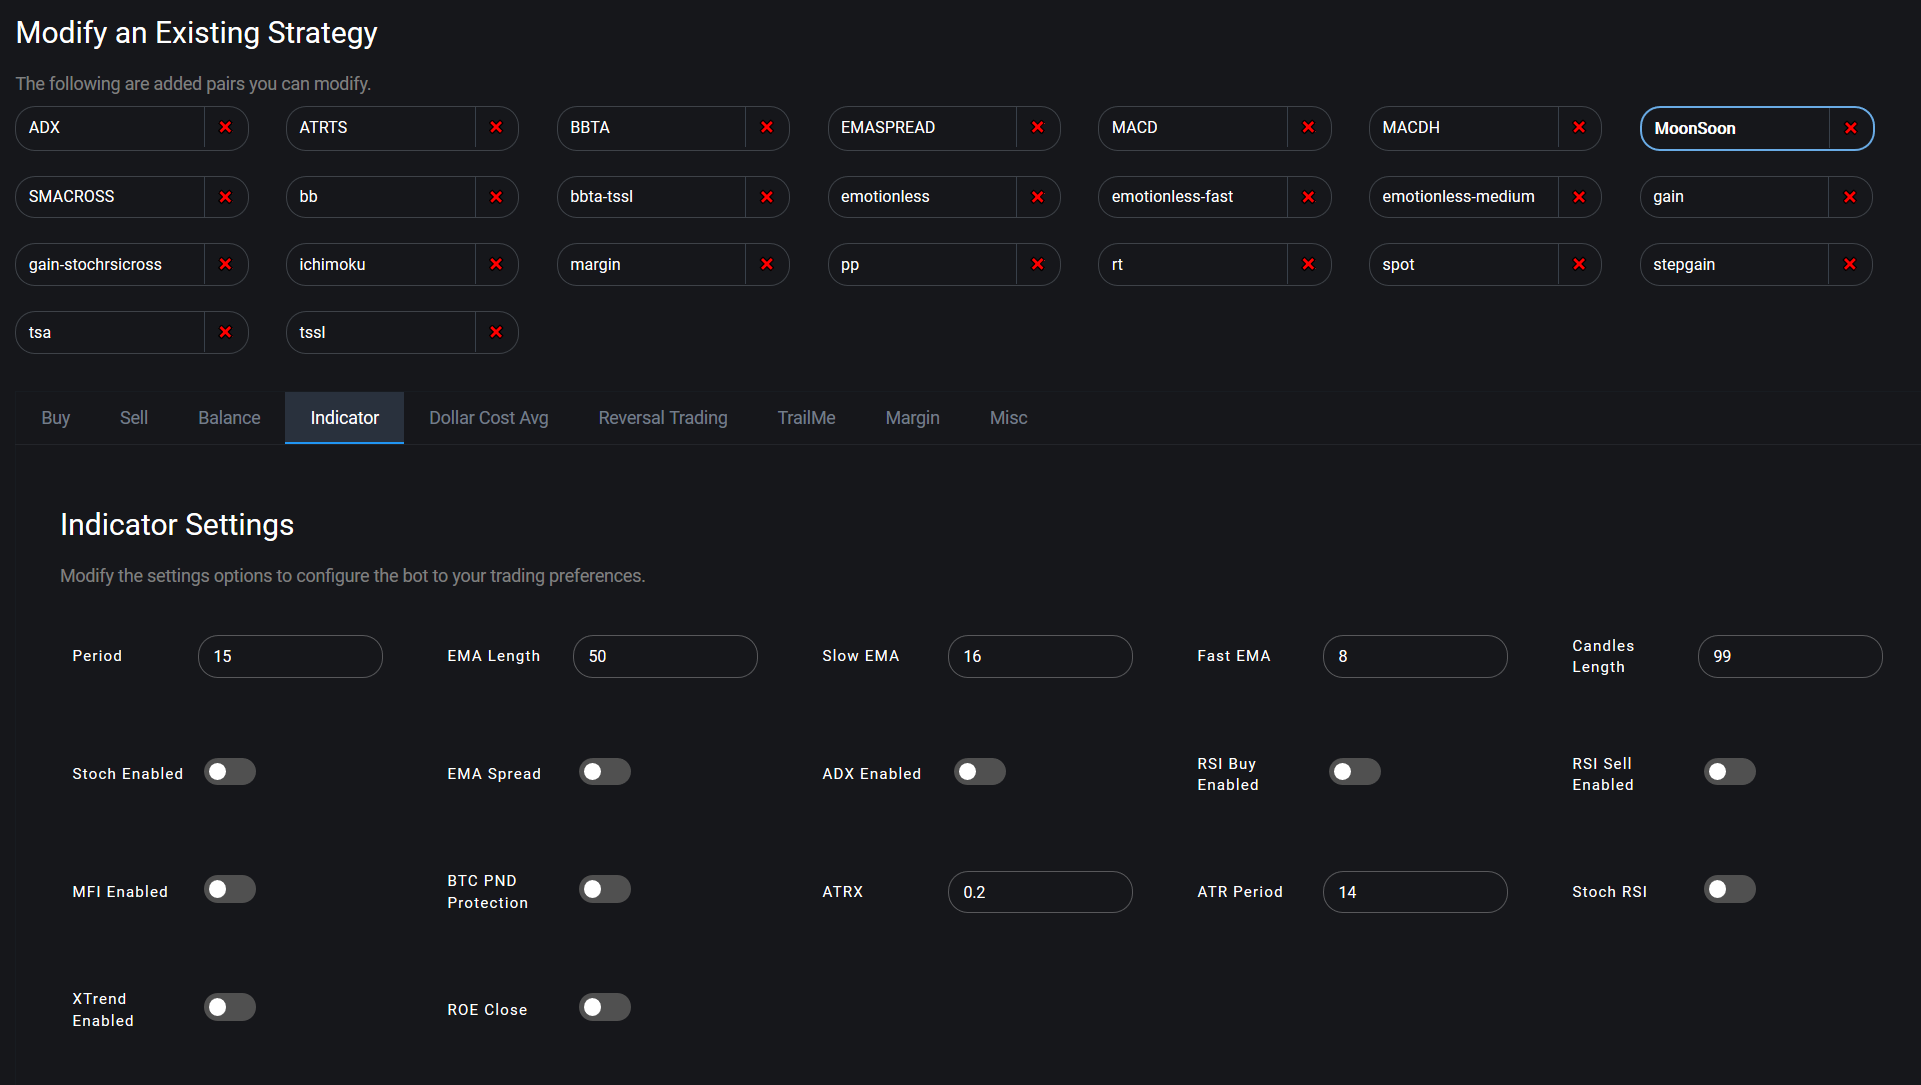 Modify an Existing Strategy
The following are added pairs you can modify.
ADX ATRTS BBTA EMASPREAD MACD MACDH MoonSoon
SMACROSS bb bbta-tssl emotionless emotionless-fast emotionless-medium gain
gain-stochrsicross ichimoku margin pp rt spot stepgain
tsa tssl
Buy Sell Balance Indicator Dollar Cost Avg Reversal Trading TrailMe Margin Misc
Indicator Settings
Modify the settings options to configure the bot to your trading preferences.
Period 15 EMA Length 50 Slow EMA 16 Fast EMA 8 Candles Length 99
Stoch Enabled EMA Spread ADX Enabled RSI Buy Enabled RSI Sell Enabled
MFI Enabled BTC PND Protection ATRX 0.2 ATR Period 14 Stoch RSI
XTrend Enabled ROE Close